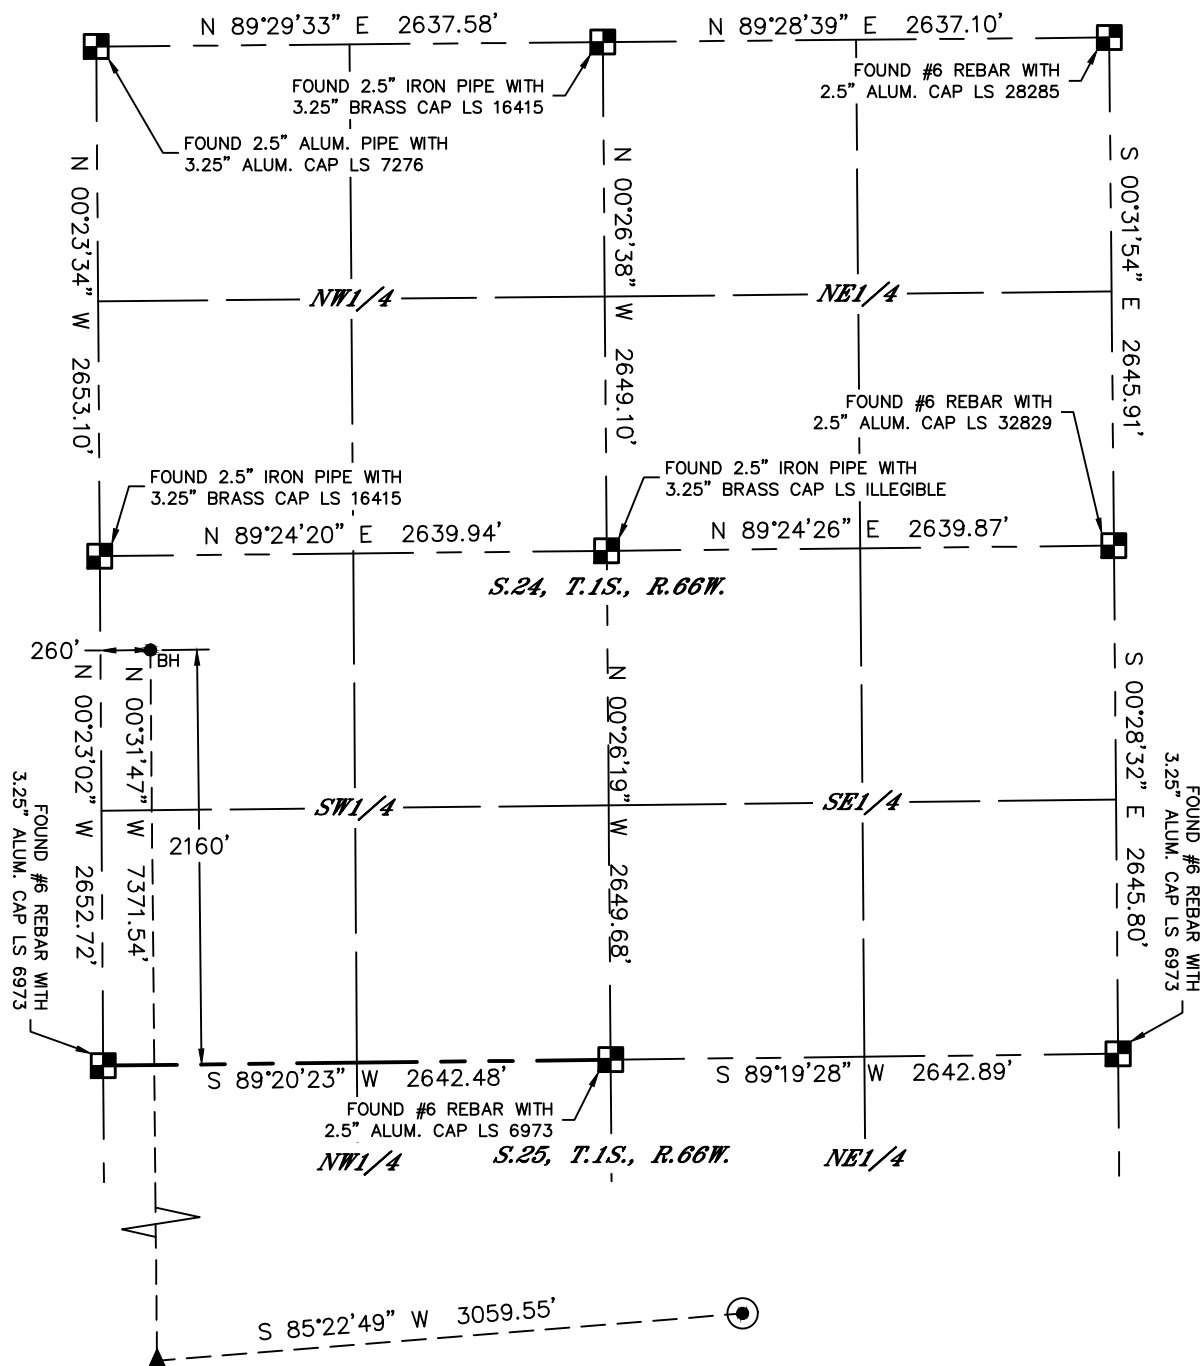 N 89°29'33" E 2637.58'
N 89°28'39" E 2637.10'
FOUND 2.5" IRON PIPE WITH
3.25" BRASS CAP LS 16415
FOUND #6 REBAR WITH
2.5" ALUM. CAP LS 28285
FOUND 2.5" ALUM. PIPE WITH
3.25" ALUM. CAP LS 7276
N 00°23'34" W 2653.10'
N 00°26'38" W 2649.10'
S 00°31'54" E 2645.91'
NW1/4
NE1/4
FOUND #6 REBAR WITH
2.5" ALUM. CAP LS 32829
FOUND 2.5" IRON PIPE WITH
3.25" BRASS CAP LS 16415
FOUND 2.5" IRON PIPE WITH
3.25" BRASS CAP LS ILLEGIBLE
N 89°24'20" E 2639.94'
N 89°24'26" E 2639.87'
S.24, T.1S., R.66W.
260'
BH
N 00°23'02" W 2652.72'
N 00°31'47" W 7371.54'
N 00°26'19" W 2649.68'
S 00°28'32" E 2645.80'
SW1/4
SE1/4
2160'
FOUND #6 REBAR WITH
3.25" ALUM. CAP LS 6973
FOUND #6 REBAR WITH
3.25" ALUM. CAP LS 6973
S 89°20'23" W 2642.48'
S 89°19'28" W 2642.89'
FOUND #6 REBAR WITH
2.5" ALUM. CAP LS 6973
NW1/4
S.25, T.1S., R.66W.
NE1/4
S 85°22'49" W 3059.55'